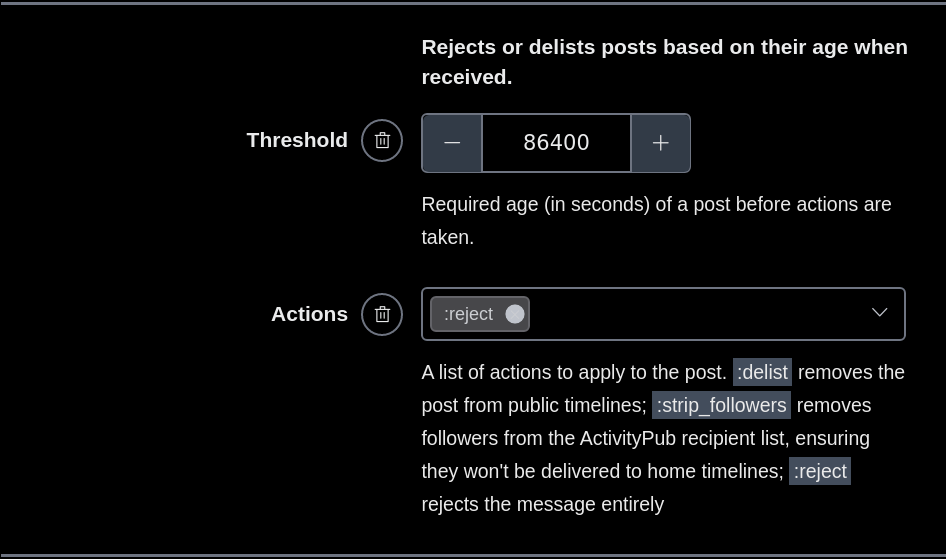 Rejects or delists posts based on their age when
received.
Threshold
86400
Required age (in seconds) of a post before actions are
taken.
Actions
:reject
A list of actions to apply to the post. :delist removes the
post from public timelines; :strip_followers removes
followers from the ActivityPub recipient list, ensuring
they won't be delivered to home timelines; :reject
rejects the message entirely